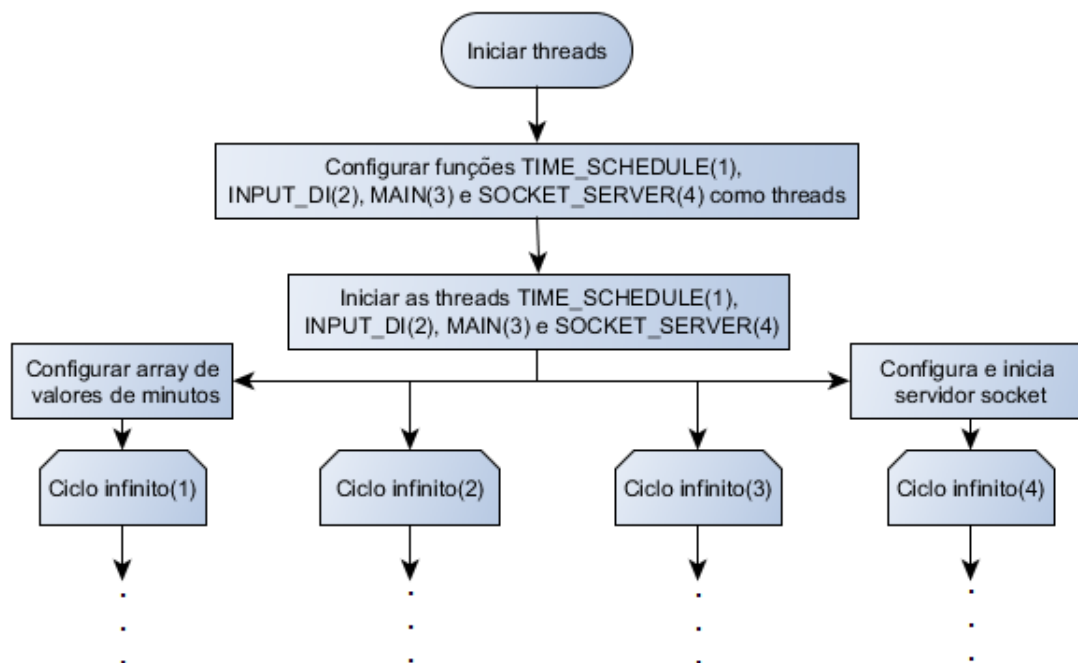 Iniciar threads
Configurar funções TIME_SCHEDULE(1),
INPUT_DI(2), MAIN(3) e SOCKET_SERVER(4) como threads
Iniciar as threads TIME_SCHEDULE(1),
INPUT_DI(2), MAIN(3) e SOCKET_SERVER(4)
Configurar array de
valores de minutos
Configura e inicia
servidor socket
Ciclo infinito(1)
Ciclo infinito(2)
Ciclo infinito(3)
Ciclo infinito(4)